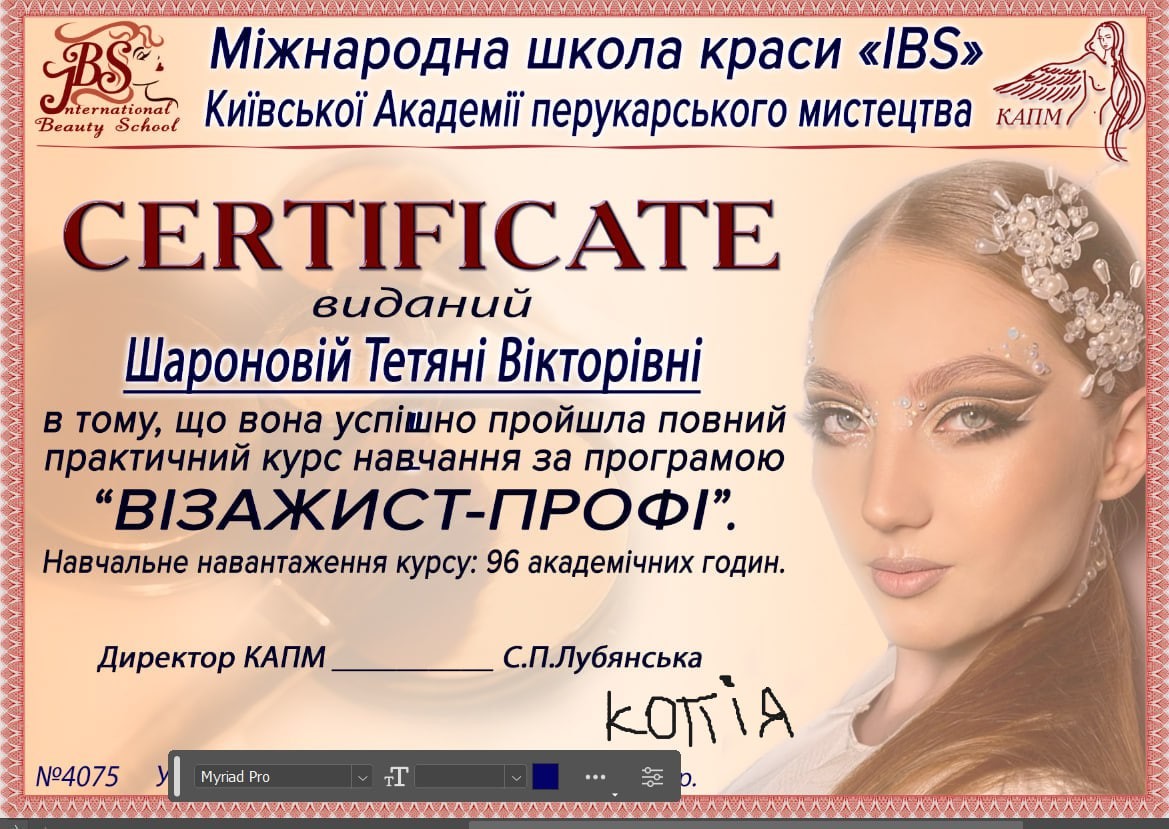 IBS
International
Beauty School
Міжнародна школа краси «IBS»
Київської Академії перукарського мистецтва
КАПМ
CERTIFICATE
виданий
Шароновій Тетяні Вікторівні
в тому, що вона успішно пройшла повний
практичний курс навчання за програмою
“ВІЗАЖИСТ-ПРОФІ”.
Навчальне навантаження курсу: 96 академічних годин.
Директор КАПМ ___________ С.П.Лубянська
копія
№4075 р.
Myriad Pro